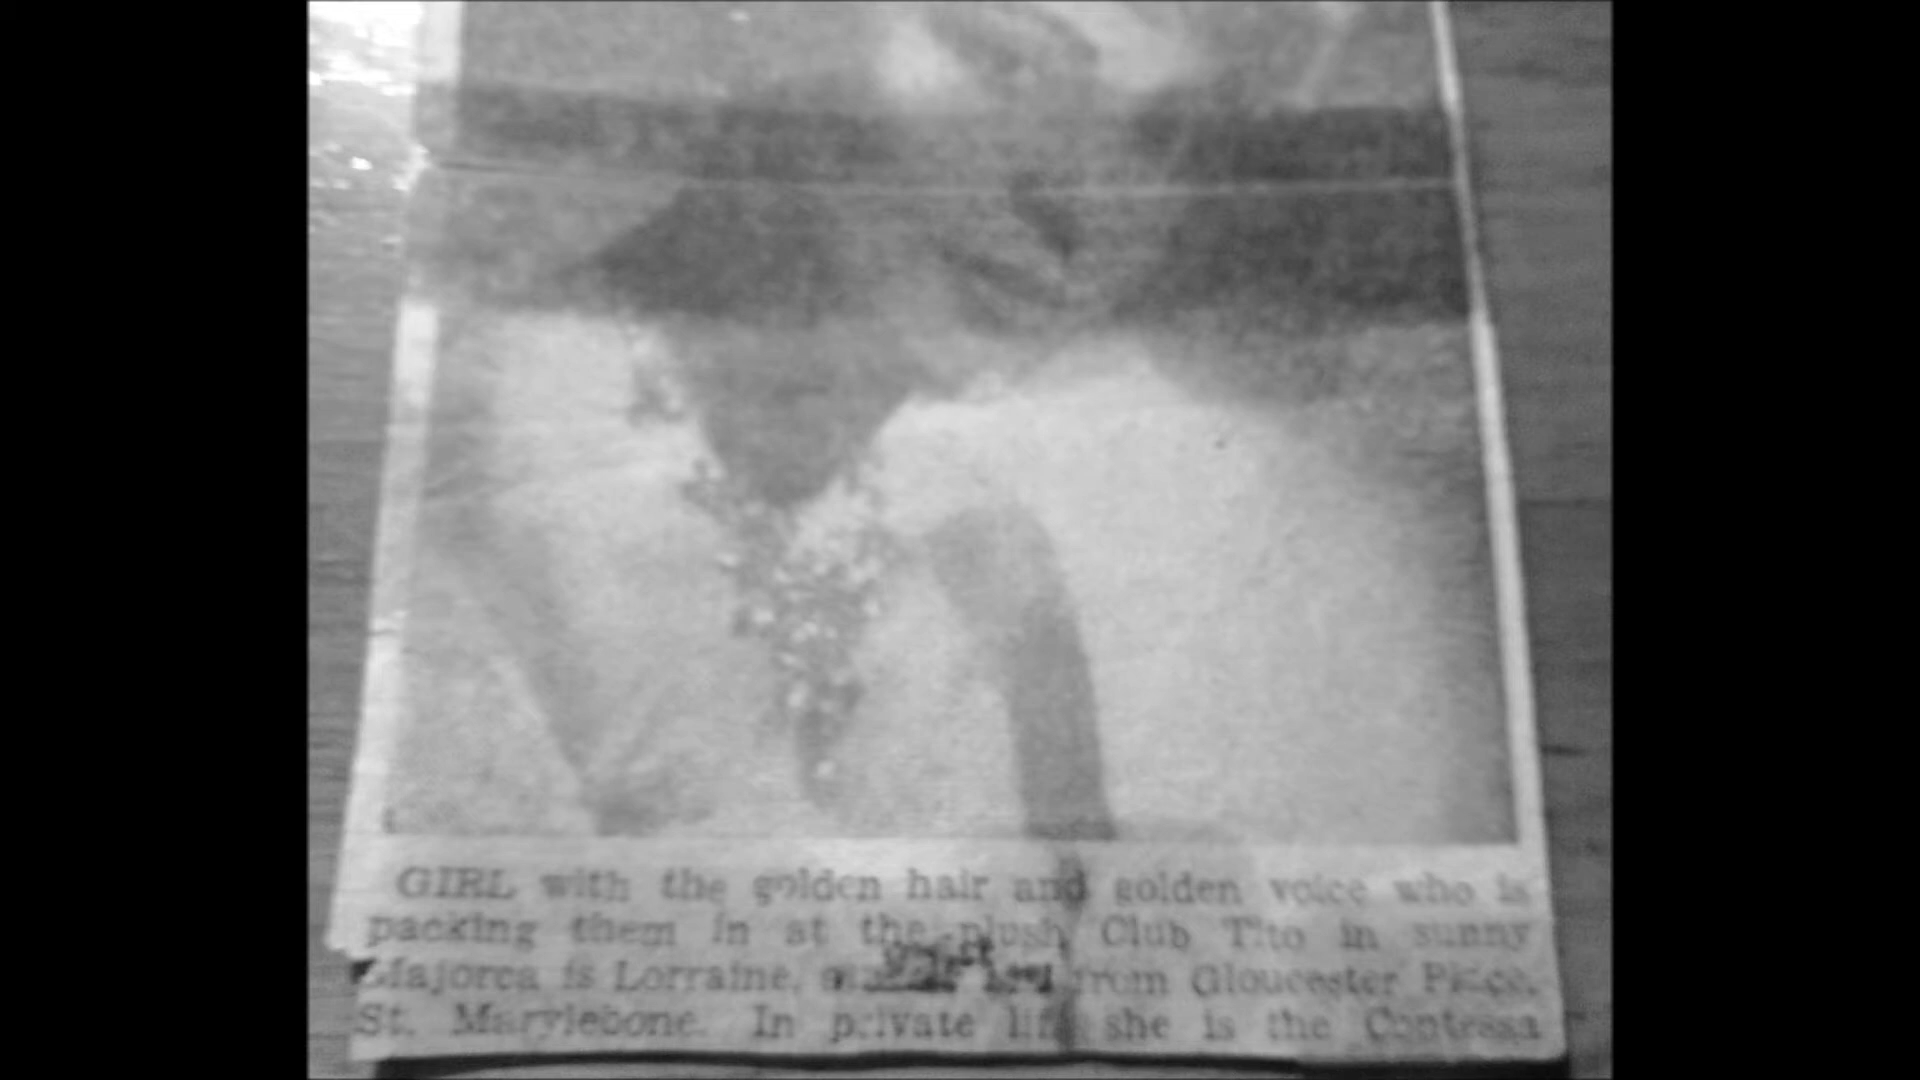 GIRL with the golden hair and golden voice who is
packing them in at the plush Club Tito in sunny
Majorca is Lorraine, from Gloucester Place,
St. Marylebone. In private life she is the Contessa